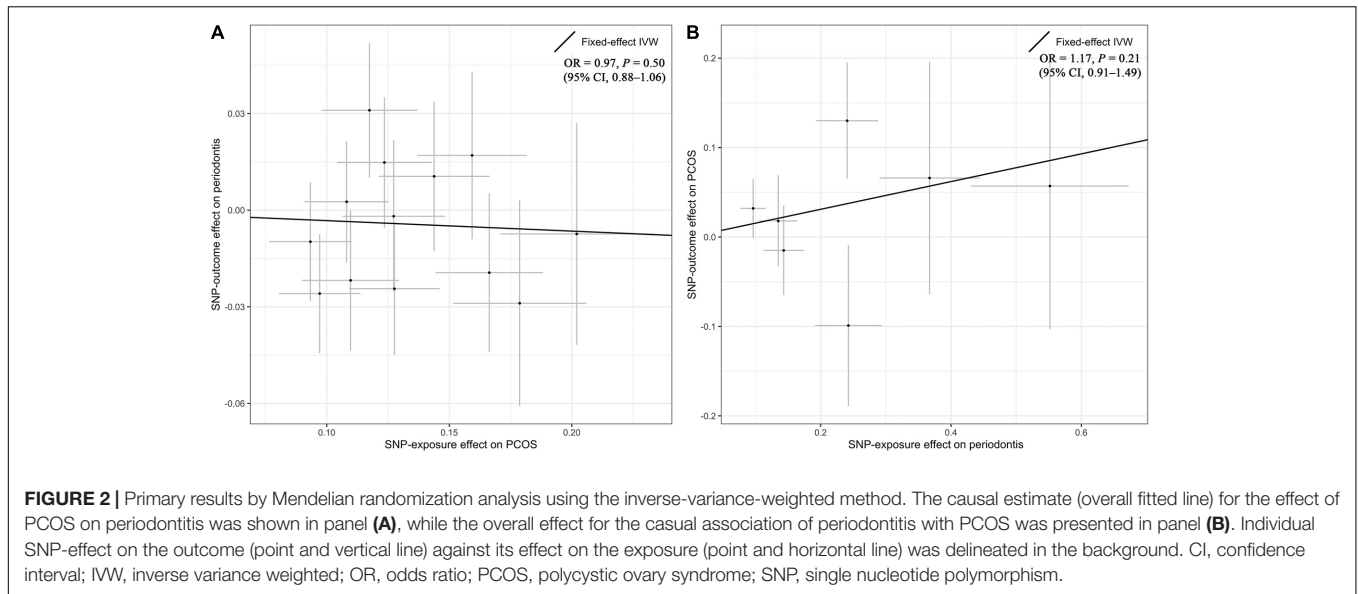 A
Fixed-effect IVW
OR = 0.97, P = 0.50
(95% CI, 0.88–1.06)
SNP-outcome effect on periodontis
0.03
0.00
-0.03
-0.06
0.10
0.15
0.20
SNP-exposure effect on PCOS
B
Fixed-effect IVW
OR = 1.17, P = 0.21
(95% CI, 0.91–1.49)
SNP-outcome effect on PCOS
0.2
0.1
0.0
-0.1
-0.2
0.2
0.4
0.6
SNP-exposure effect on periodontis
FIGURE 2 | Primary results by Mendelian randomization analysis using the inverse-variance-weighted method. The causal estimate (overall fitted line) for the effect of
PCOS on periodontitis was shown in panel (A), while the overall effect for the casual association of periodontitis with PCOS was presented in panel (B). Individual
SNP-effect on the outcome (point and vertical line) against its effect on the exposure (point and horizontal line) was delineated in the background. CI, confidence
interval; IVW, inverse variance weighted; OR, odds ratio; PCOS, polycystic ovary syndrome; SNP, single nucleotide polymorphism.